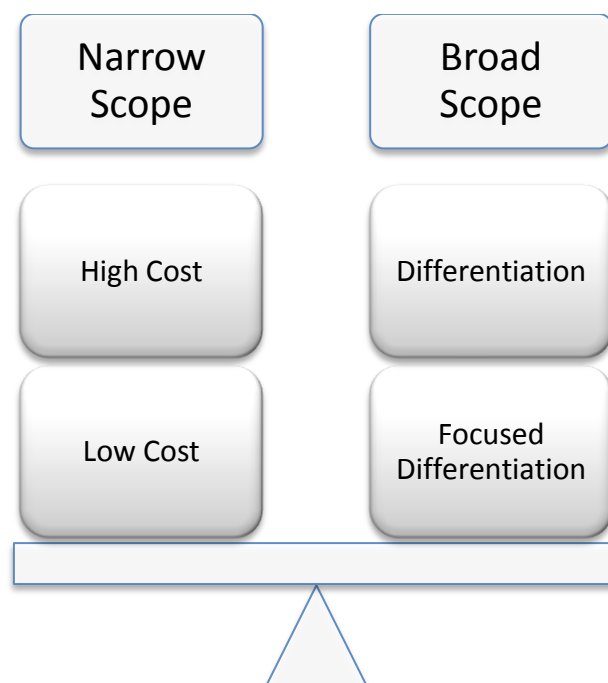 Narrow
Scope
Broad
Scope
High Cost
Differentiation
Low Cost
Focused
Differentiation